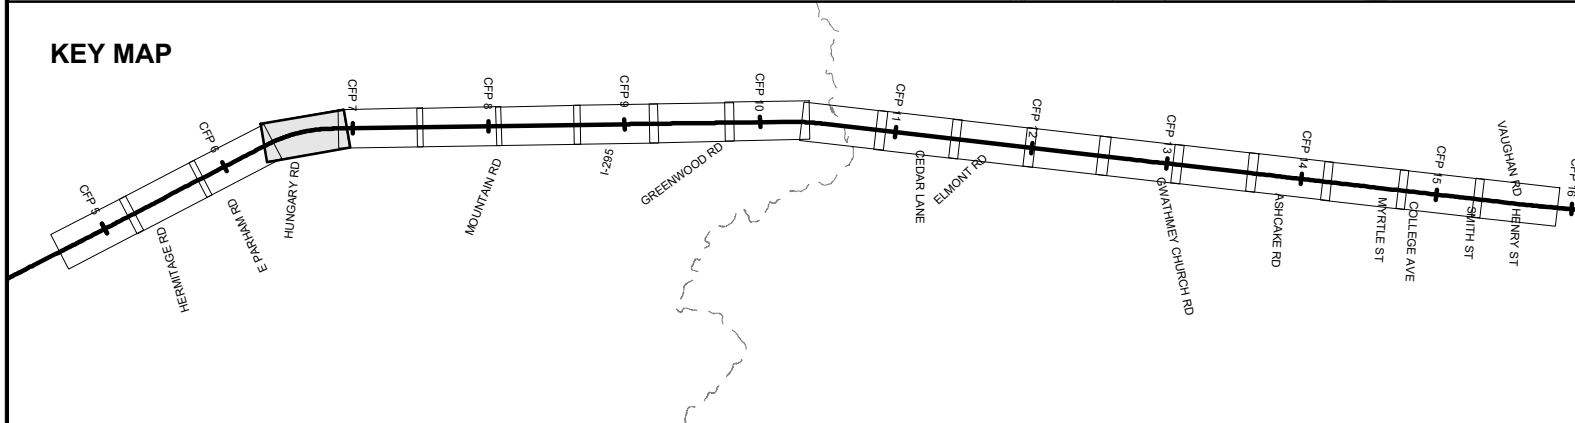 KEY MAP
CFP 5
HERMITAGE RD
CFP 6
E PARHAM RD
HUNGARY RD
CFP 7
MOUNTAIN RD
CFP 8
I-295
CFP 9
GREENWOOD RD
CFP 10
CFP 11
CEDAR LANE
ELMONT RD
CFP 12
CFP 13
GWATHMEY CHURCH RD
ASHCAKE RD
CFP 14
MYRTLE ST
COLLEGE AVE
CFP 15
SMITH ST
VAUGHAN RD
HENRY ST
CFP 16